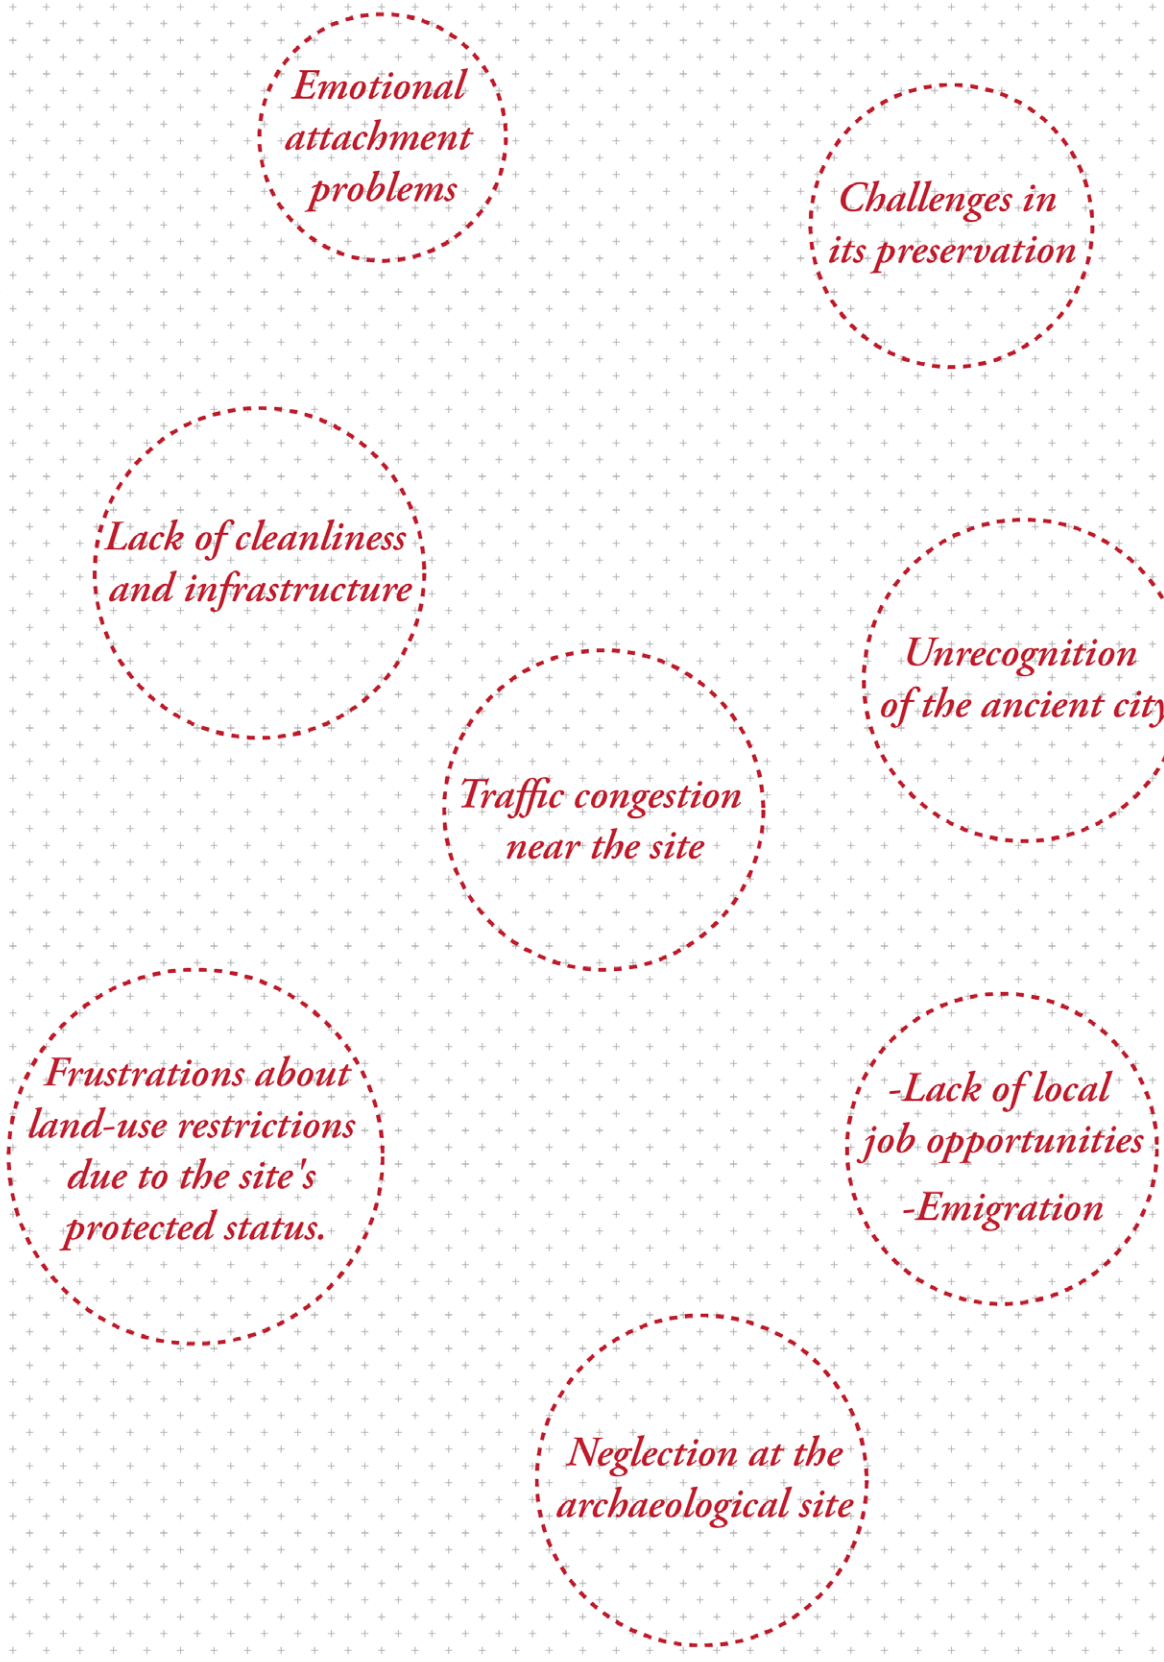 Emotional
attachment
problems
Challenges in
its preservation
Lack of cleanliness
and infrastructure
Unrecognition
of the ancient city
Traffic congestion
near the site
Frustrations about
land-use restrictions
due to the site's
protected status.
-Lack of local
job opportunities
-Emigration
Neglection at the
archaeological site